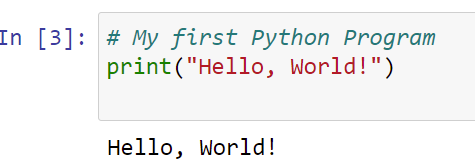 In [3]: # My first Python Program
print("Hello, World!")
Hello, World!